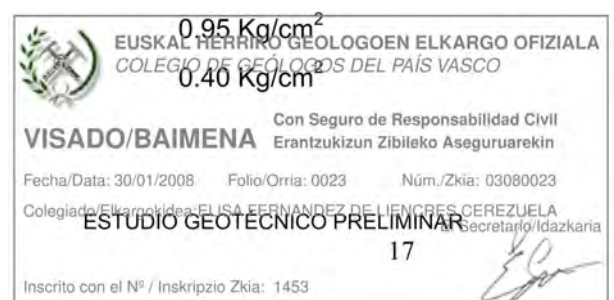 0.95 Kg/cm2
EUSKAL HERRIKO GEOLOGOEN ELKARGO OFIZIALA
COLEGIO DE GEÓLOGOS DEL PAÍS VASCO
0.40 Kg/cm2
VISADO/BAIMENA
Con Seguro de Responsabilidad Civil
Erantzukizun Zibileko Aseguruarekin
Fecha/Data: 30/01/2008 Folio/Orria: 0023 Núm./Zkia: 03080023
Colegiado/Elkargokidea:ELISA FERNANDEZ DE LIENCRES CEREZUELA
ESTUDIO GEOTÉCNICO PRELIMINAR
El Secretario/Idazkaria
17
Inscrito con el Nº / Inskripzio Zkia: 1453